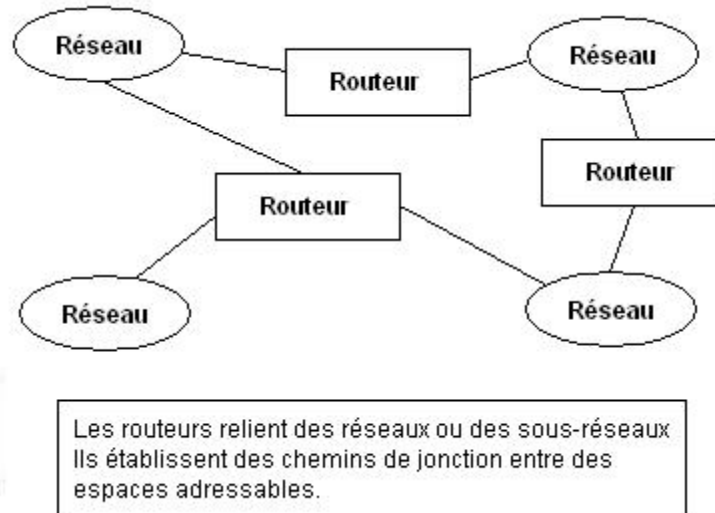 Réseau
Routeur
Réseau
Routeur
Routeur
Réseau
Réseau
Les routeurs relient des réseaux ou des sous-réseaux
Ils établissent des chemins de jonction entre des
espaces adressables.